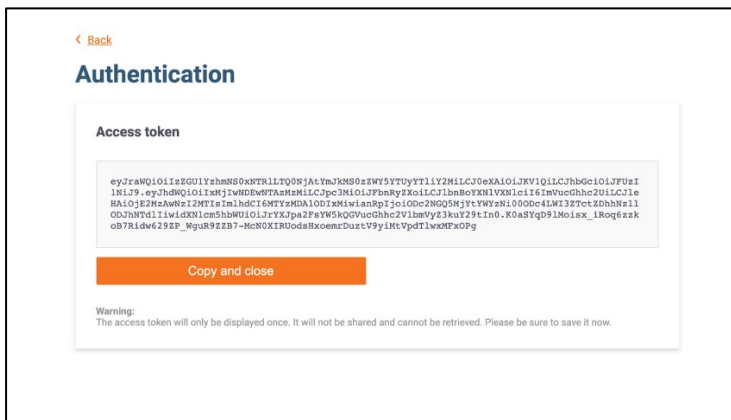 Back
Authentication
Access token
eyJraWQiOiIzZGU1YzhmNS0xNTRlLTQ0NjAtYmJkMS0zZWY5YTUyYTliY2MiLCJ0eXAiOiJKV1QiLCJhbGciOiJFUzI
1NiJ9.eyJhdWQiOiIxMjIwNDEwNTAzMzMiLCJpc3MiOiJFbnRyZXoiLCJlbnBoYXNlVXNlciI6ImVucGhhc2UiLCJle
HAiOjE2MzAwNzI2MTIsImlhdCI6MTYzMDA1ODIxMiwianRpIjoiODc2NGQ5MjYtYWYzNi00ODc4LWI3ZTctZDhhNzll
ODJhNTdlIiwidXNlcm5hbWUiOiJrYXJpa2FsYW5kQGVucGhhc2VlbmVyZ3kuY29tIn0.K0aSYqD9lMoisx_iRoq6zzk
oB7Ridw629ZP_WguR9ZZB7-McN0XIRUodsHxoemrDuztV9yiMtVpdTlwxMFxOPg
Copy and close
Warning:
The access token will only be displayed once. It will not be shared and cannot be retrieved. Please be sure to save it now.